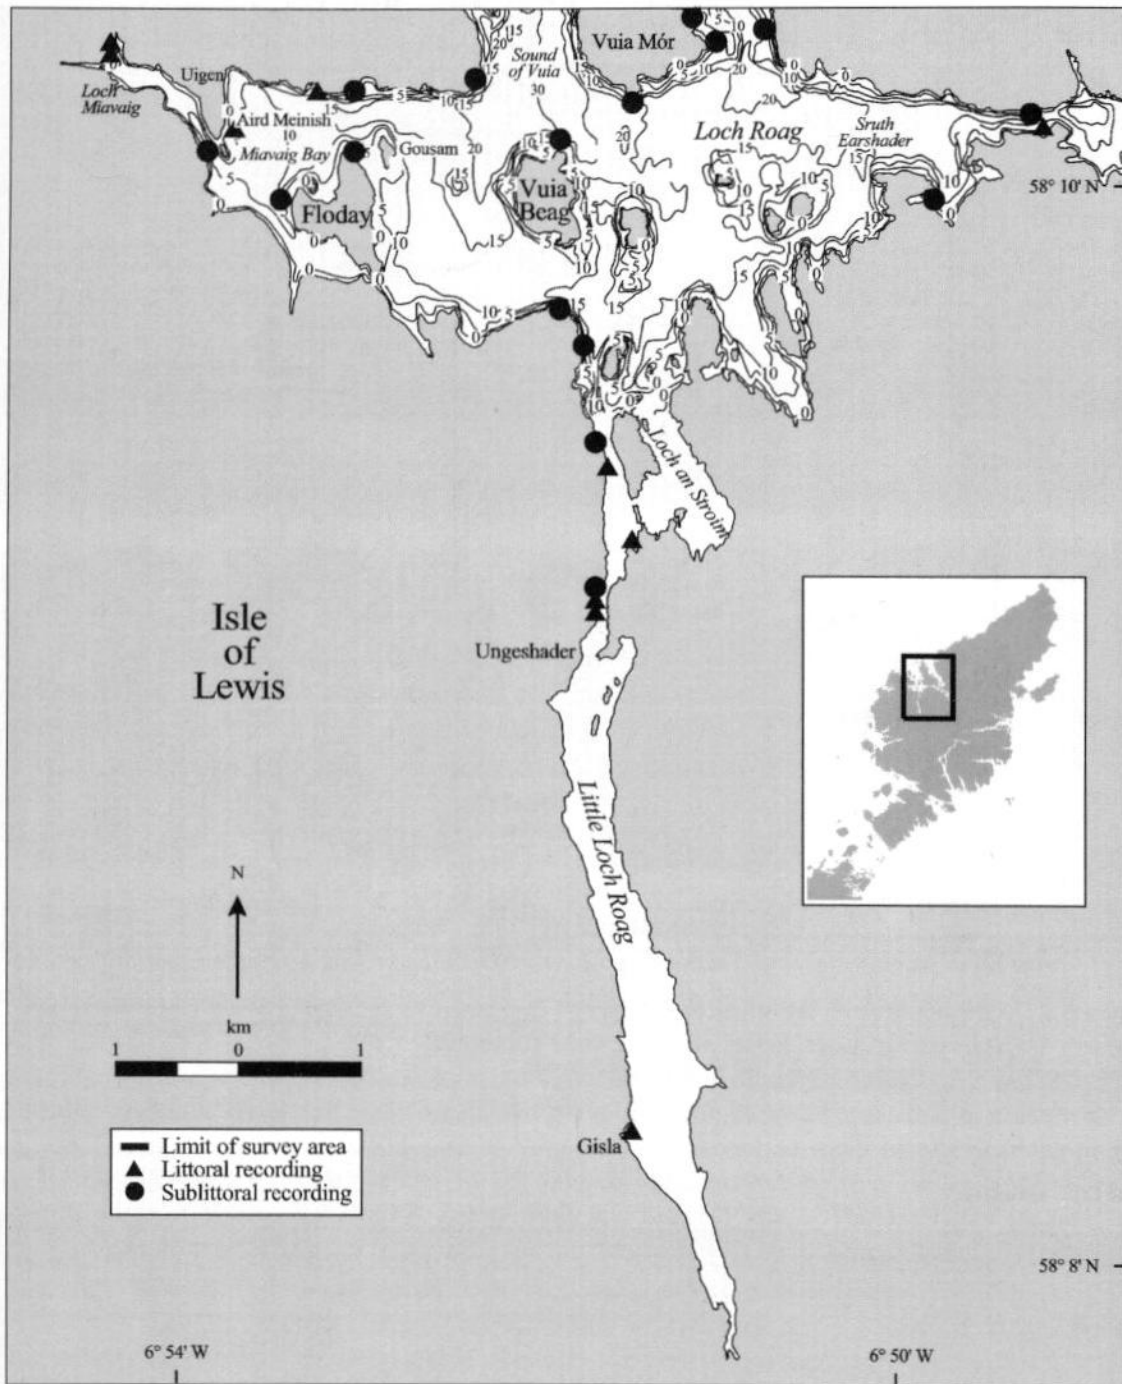 Vuia Mór
Sound
of Vuia
30
Uigen
Loch
Miavaig
Aird Meinish
Miavaig Bay
Gousam
Loch Roag
Sruth
Earshader
58° 10' N
Floday
Vuia
Beag
Loch an Stroim
Isle
of
Lewis
Ungeshader
Little Loch Roag
N
km
1 0 1
Limit of survey area
Littoral recording
Sublittoral recording
Gisla
58° 8' N
6° 54' W
6° 50' W